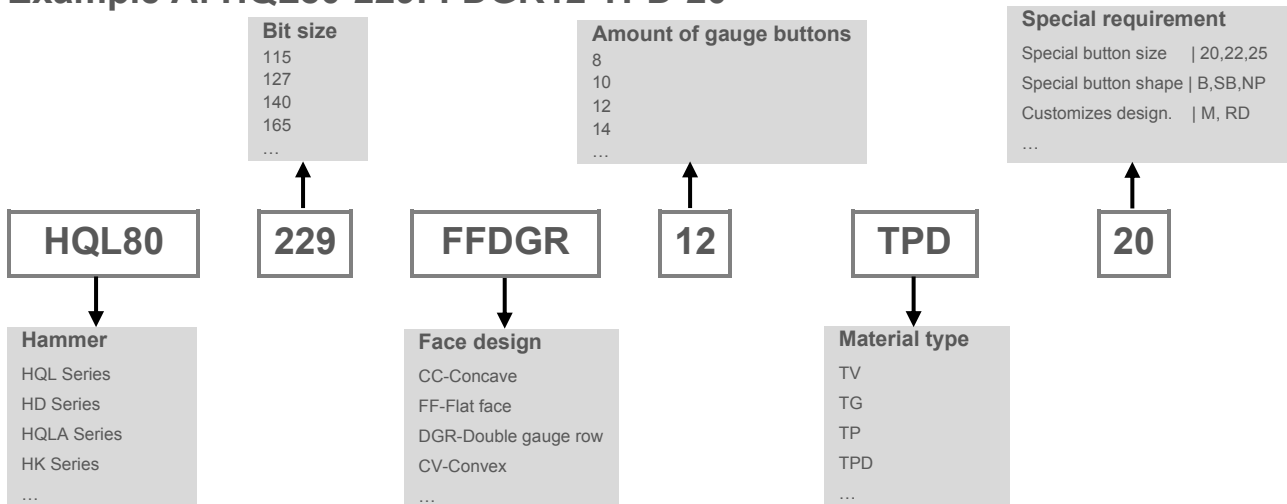 Bit size
115
127
140
165
…
Amount of gauge buttons
8
10
12
14
…
Special requirement
Special button size | 20,22,25
Special button shape | B,SB,NP
Customizes design. | M, RD
…
HQL80
229
FFDGR
12
TPD
20
Hammer
HQL Series
HD Series
HQLA Series
HK Series
…
Face design
CC-Concave
FF-Flat face
DGR-Double gauge row
CV-Convex
…
Material type
TV
TG
TP
TPD
…